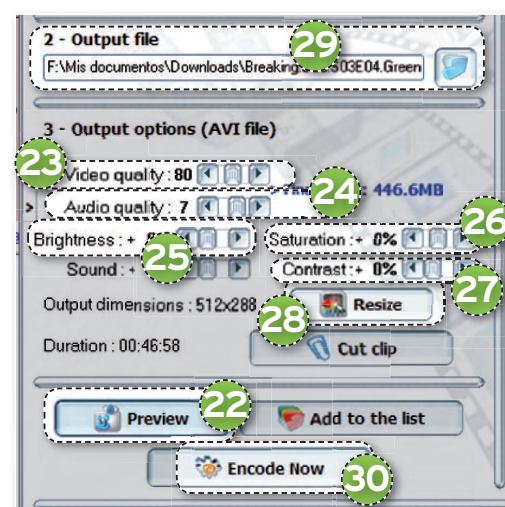 2 - Output file
29
F:\Mis documentos\Downloads\Breaking S03E04.Green
3 - Output options (AVI file)
23
Video quality : 80
24
: 446.6MB
Audio quality : 7
26
Brightness : +
Saturation : + 0%
25
Sound : +
Contrast : + 0%
27
Output dimensions : 512x288
Resize
28
Duration : 00:46:58
Cut clip
22
Preview
Add to the list
Encode Now
30